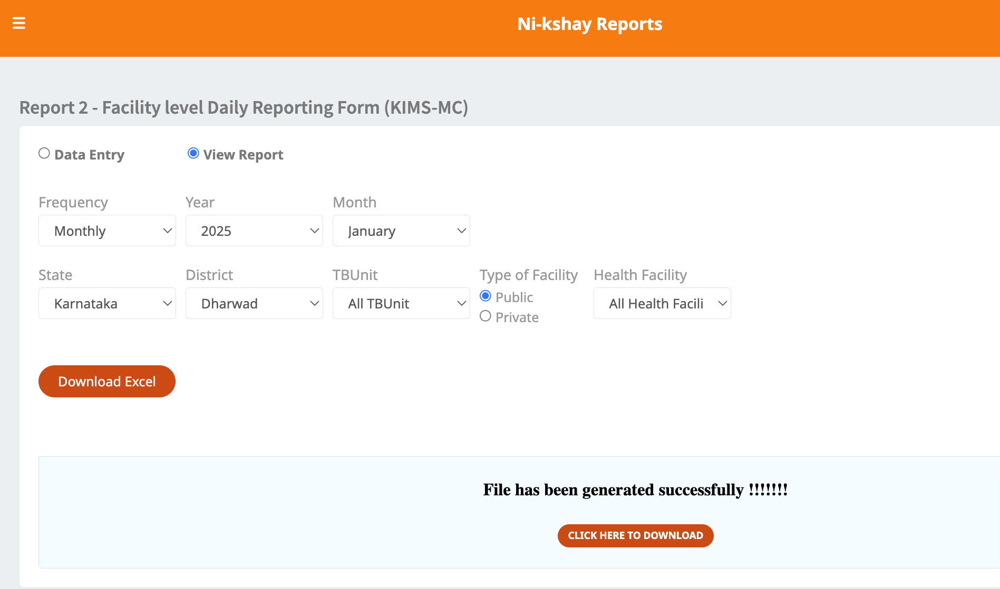 Ni-kshay Reports
Report 2 - Facility level Daily Reporting Form (KIMS-MC)
Data Entry View Report
Frequency Year Month
Monthly 2025 January
State District TBUnit Type of Facility Health Facility
Karnataka Dharwad All TBUnit Public All Health Facili
Private
Download Excel
File has been generated successfully !!!!!!!
CLICK HERE TO DOWNLOAD